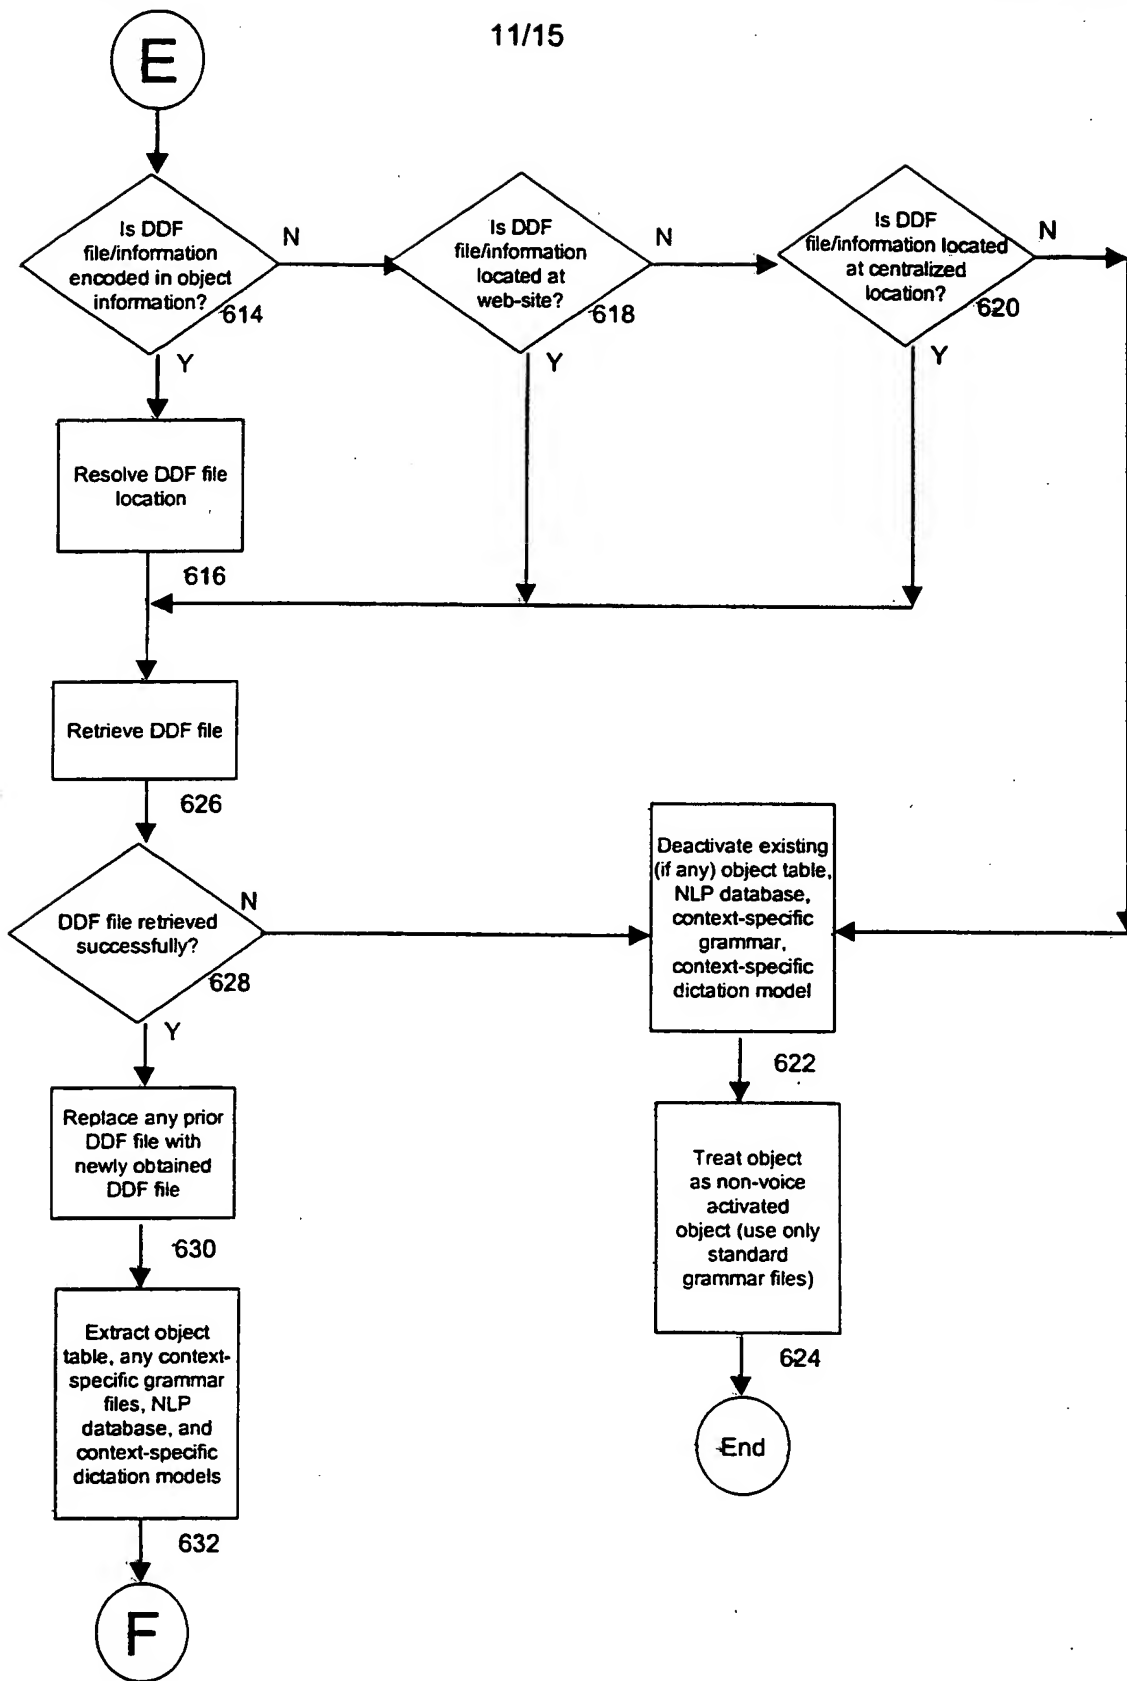 11/15
E
Is DDF
file/information
encoded in object
information?
N
614
Y
Is DDF
file/information
located at
web-site?
N
618
Y
Is DDF
file/information located
at centralized
location?
N
620
Y
Resolve DDF file
location
616
Retrieve DDF file
626
DDF file retrieved
successfully?
N
628
Y
Deactivate existing
(if any) object table,
NLP database,
context-specific
grammar,
context-specific
dictation model
622
Replace any prior
DDF file with
newly obtained
DDF file
630
Treat object
as non-voice
activated
object (use only
standard
grammar files)
624
Extract object
table, any context-
specific grammar
files, NLP
database, and
context-specific
dictation models
632
End
F